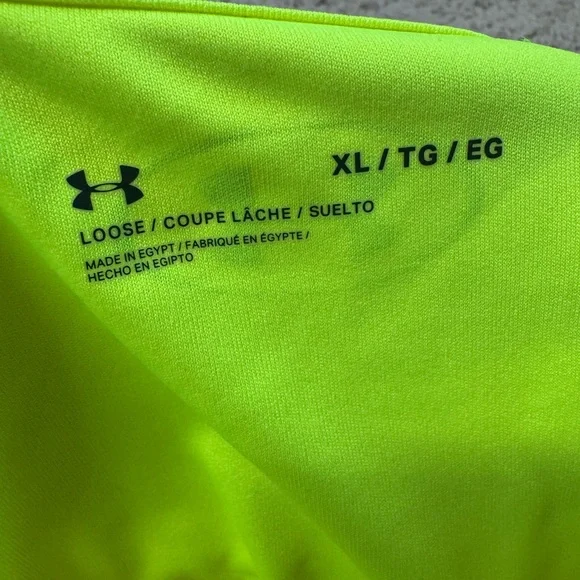 XL / TG / EG
LOOSE / COUPE LÂCHE / SUELTO
MADE IN EGYPT / FABRIQUÉ EN ÉGYPTE /
HECHO EN EGIPTO